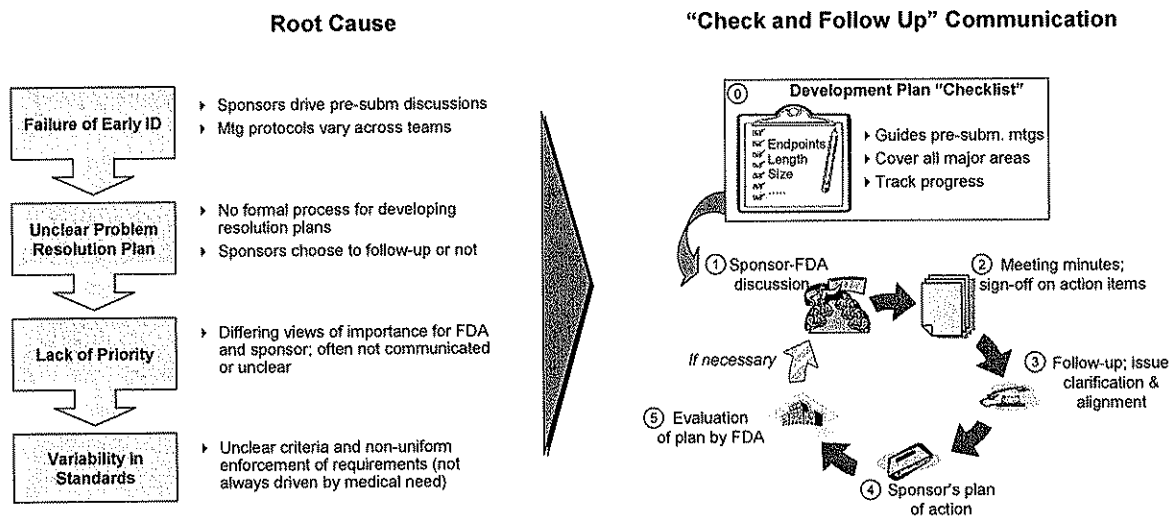 Root Cause
Failure of Early ID
Sponsors drive pre-subm discussions
Mtg protocols vary across teams
Unclear Problem
Resolution Plan
No formal process for developing
resolution plans
Sponsors choose to follow-up or not
Lack of Priority
Differing views of importance for FDA
and sponsor; often not communicated
or unclear
Variability in
Standards
Unclear criteria and non-uniform
enforcement of requirements (not
always driven by medical need)
"Check and Follow Up" Communication
0
Development Plan "Checklist"
Endpoints
Length
Size
.....
Guides pre-subm. mtgs
Cover all major areas
Track progress
1 Sponsor-FDA
discussion
2 Meeting minutes;
sign-off on action items
3 Follow-up; issue
clarification &
alignment
4 Sponsor's plan
of action
5 Evaluation
of plan by FDA
If necessary